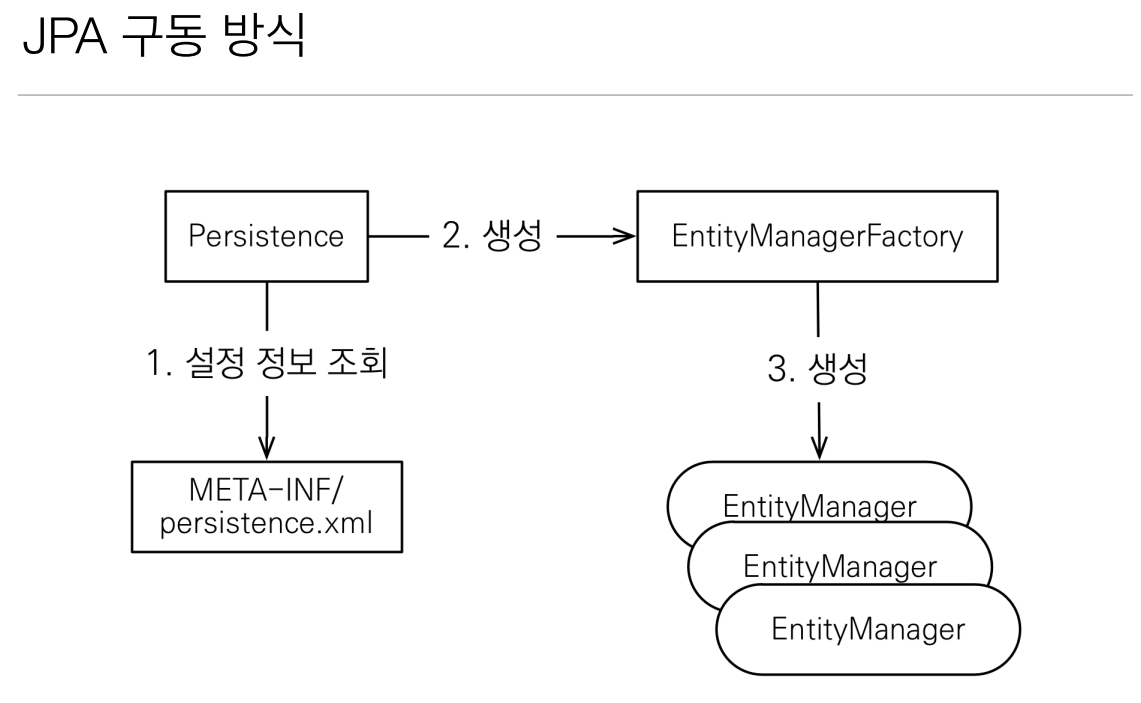 JPA 구동 방식
Persistence
2. 생성
EntityManagerFactory
1. 설정 정보 조회
3. 생성
META-INF/
persistence.xml
EntityManager
EntityManager
EntityManager